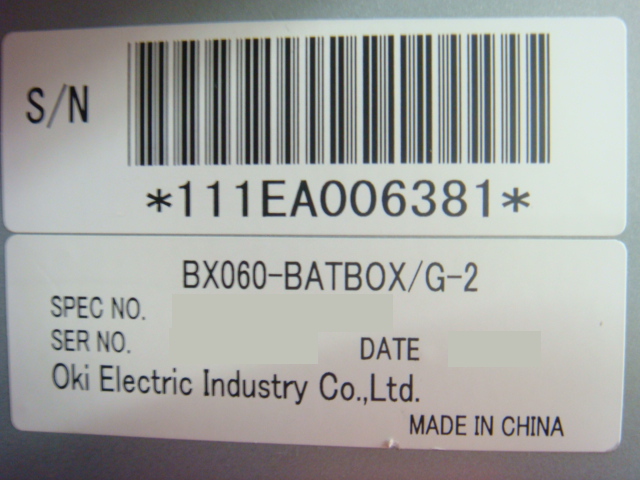 S/N
*111EA006381*
BX060-BATBOX/G-2
SPEC NO.
SER NO. DATE
Oki Electric Industry Co.,Ltd.
MADE IN CHINA